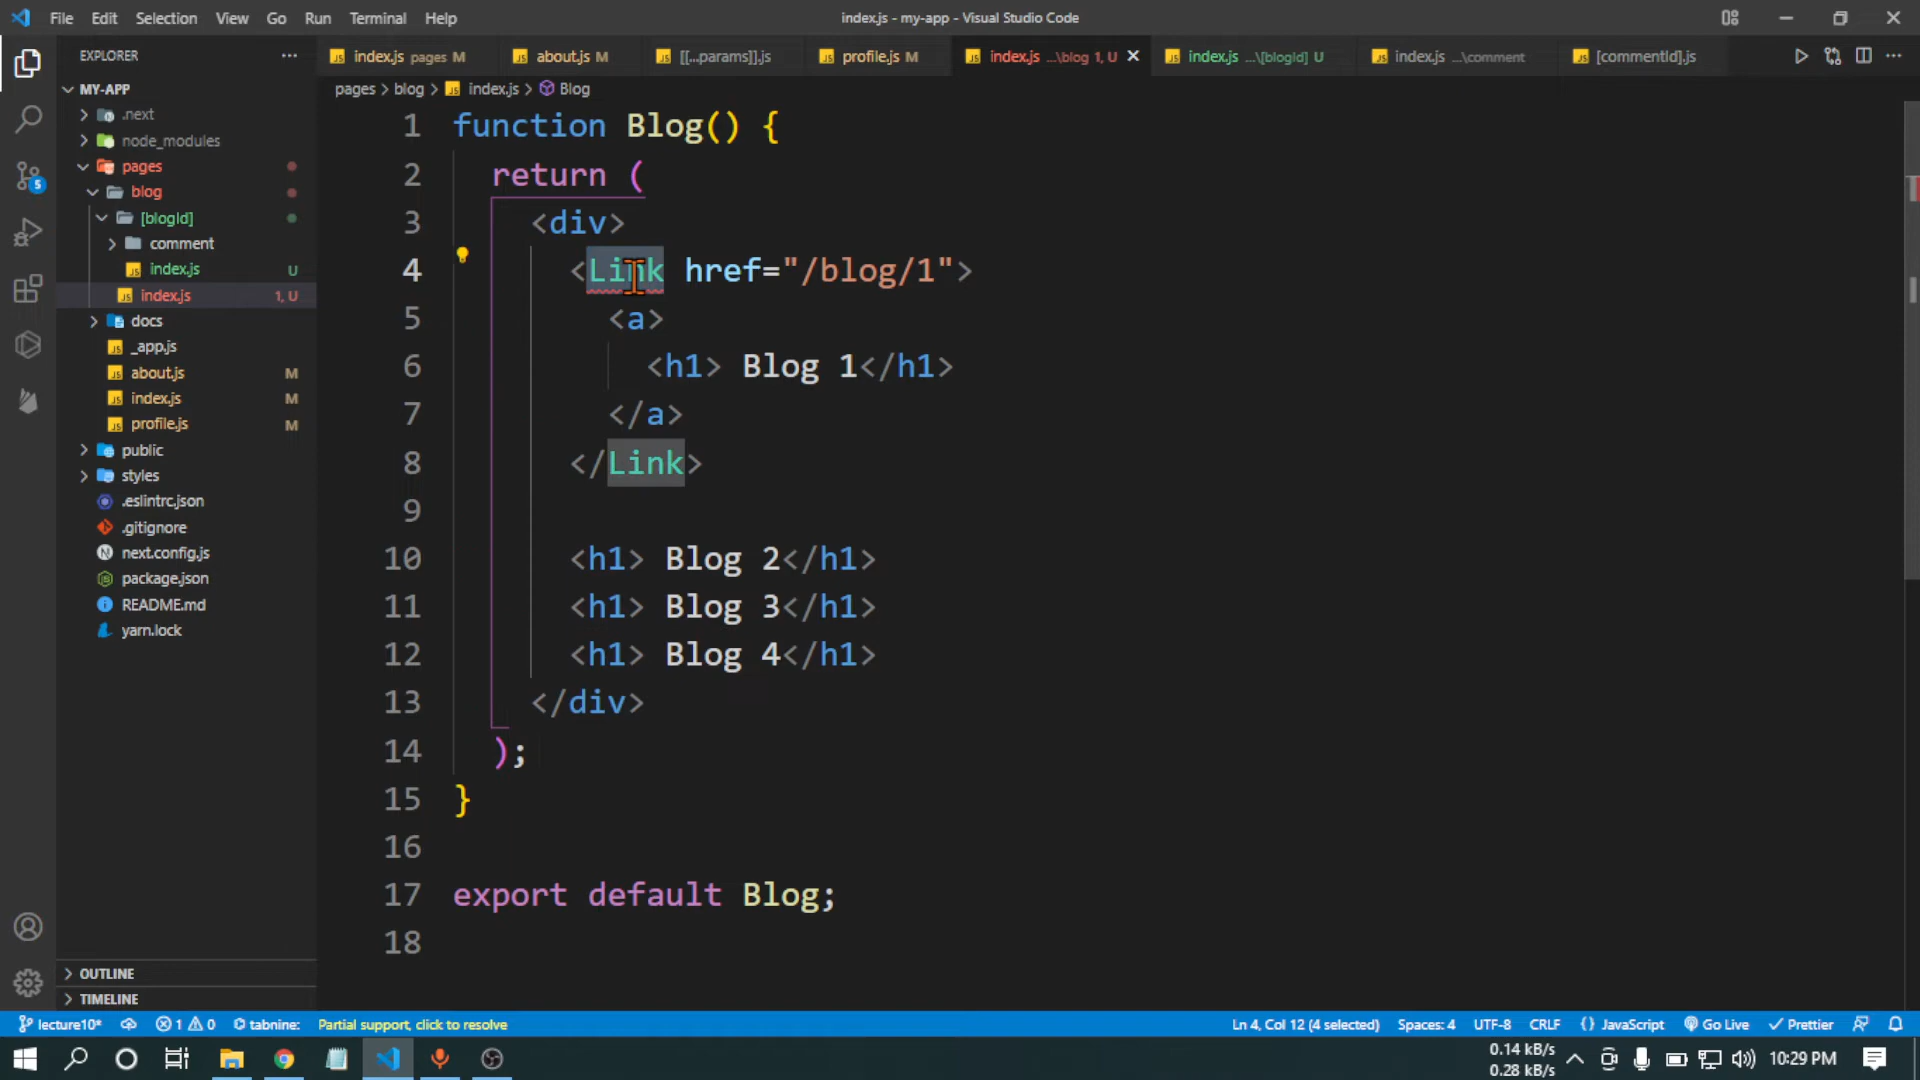 File Edit Selection View Go Run Terminal Help
index.js - my-app - Visual Studio Code
EXPLORER
index.js pages M
about.js M
[[...params]].js
profile.js M
index.js ...\blog 1, U
index.js ...\[blogId] U
index.js ...\comment
[commentId].js
MY-APP
.next
node_modules
pages
blog
[blogId]
comment
index.js U
index.js 1, U
docs
_app.js
about.js M
index.js M
profile.js M
public
styles
.eslintrc.json
.gitignore
next.config.js
package.json
README.md
yarn.lock
OUTLINE
TIMELINE
pages > blog > index.js > Blog
1 function Blog() {
2 return (
3 <div>
4 <Link href="/blog/1">
5 <a>
6 <h1> Blog 1</h1>
7 </a>
8 </Link>
9
10 <h1> Blog 2</h1>
11 <h1> Blog 3</h1>
12 <h1> Blog 4</h1>
13 </div>
14 );
15 }
16
17 export default Blog;
18
lecture10* 1 0 tabnine: Partial support, click to resolve
Ln 4, Col 12 (4 selected) Spaces: 4 UTF-8 CRLF {} JavaScript Go Live Prettier
5
0.14 kB/s
0.28 kB/s
10:29 PM